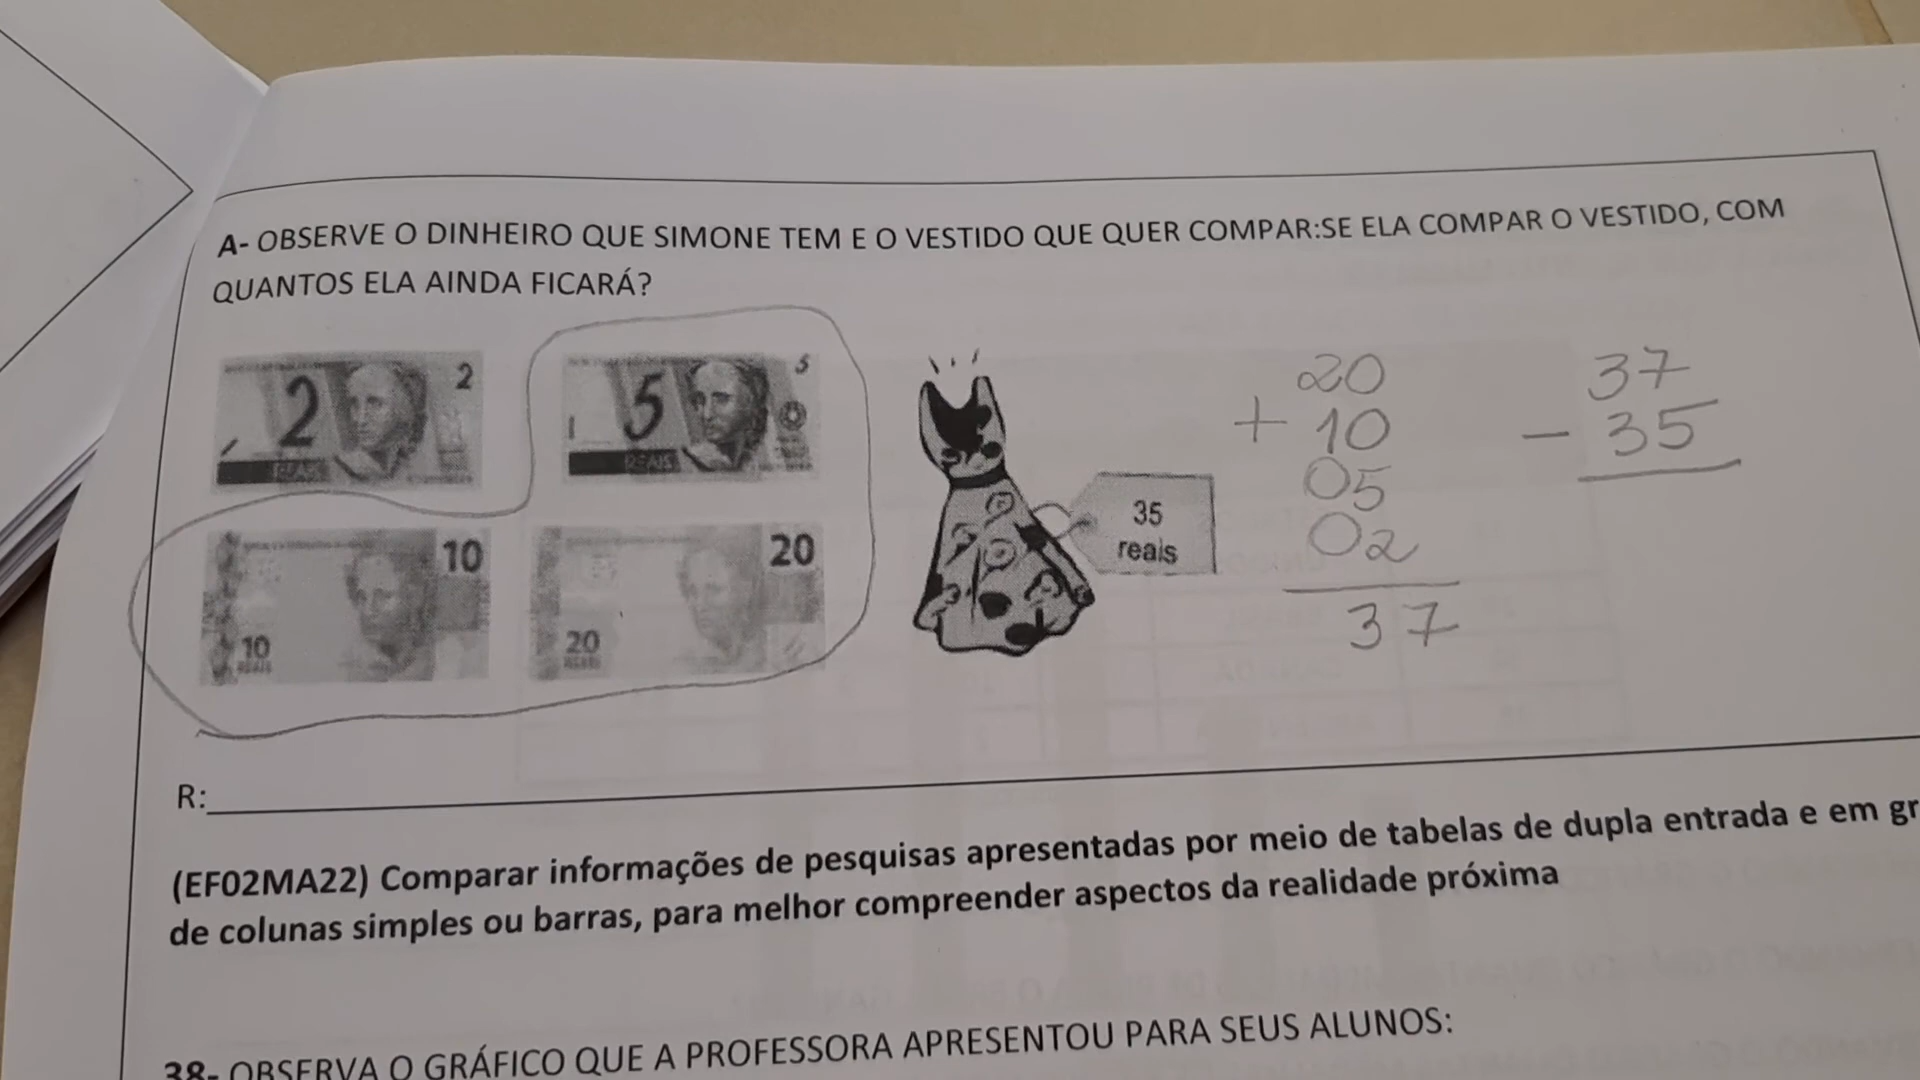 A- OBSERVE O DINHEIRO QUE SIMONE TEM E O VESTIDO QUE QUER COMPAR:SE ELA COMPAR O VESTIDO, COM
QUANTOS ELA AINDA FICARÁ?
2 2
REAIS
5 5
REAIS
10
10
REAIS
20
20
REAIS
35
reais
20
+ 10
05
02
37
37
- 35
R:
(EF02MA22) Comparar informações de pesquisas apresentadas por meio de tabelas de dupla entrada e em gr
de colunas simples ou barras, para melhor compreender aspectos da realidade próxima
38- OBSERVA O GRÁFICO QUE A PROFESSORA APRESENTOU PARA SEUS ALUNOS: